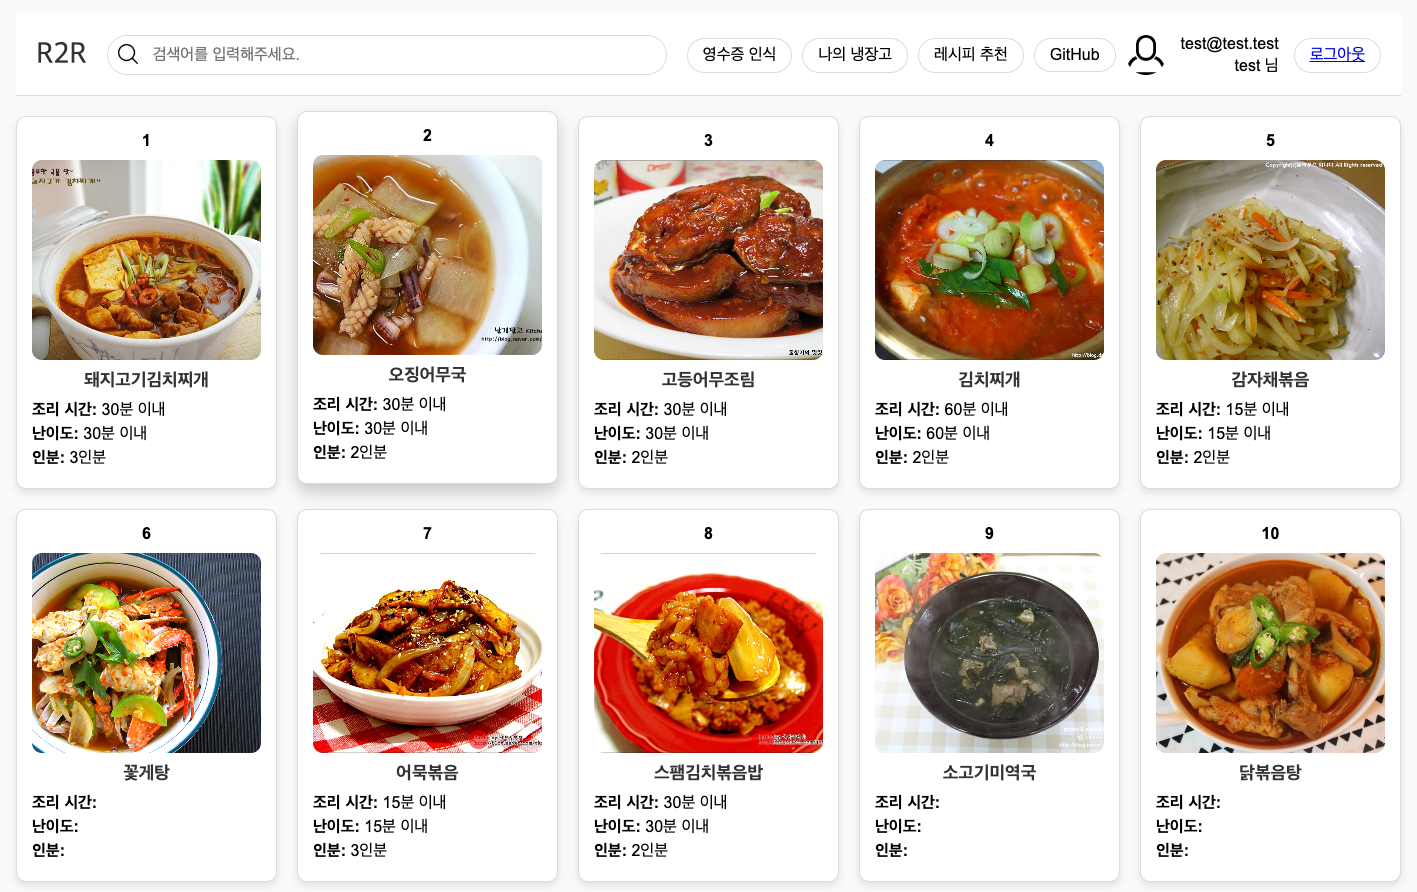 R2R
검색어를 입력해주세요.
영수증 인식
나의 냉장고
레시피 추천
GitHub
test@test.test
test 님
로그아웃
1
돼지고기김치찌개
조리 시간: 30분 이내
난이도: 30분 이내
인분: 3인분
2
http://blog.naver.com/
오징어무국
조리 시간: 30분 이내
난이도: 30분 이내
인분: 2인분
3
고등어무조림
조리 시간: 30분 이내
난이도: 30분 이내
인분: 2인분
4
김치찌개
조리 시간: 60분 이내
난이도: 60분 이내
인분: 2인분
5
감자채볶음
조리 시간: 15분 이내
난이도: 15분 이내
인분: 2인분
6
꽃게탕
조리 시간:
난이도:
인분:
7
어묵볶음
조리 시간: 15분 이내
난이도: 15분 이내
인분: 3인분
8
스팸김치볶음밥
조리 시간: 30분 이내
난이도: 30분 이내
인분: 2인분
9
소고기미역국
조리 시간:
난이도:
인분:
10
닭볶음탕
조리 시간:
난이도:
인분: